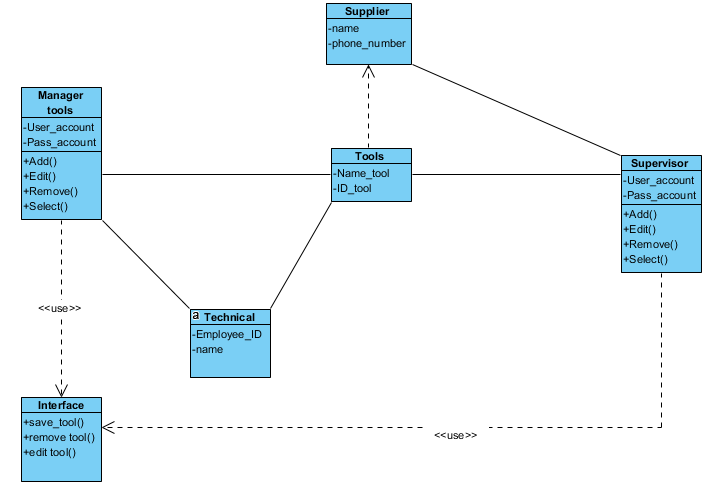 Supplier
-name
-phone_number
Manager
tools
-User_account
-Pass_account
+Add()
+Edit()
+Remove()
+Select()
Tools
-Name_tool
-ID_tool
Supervisor
-User_account
-Pass_account
+Add()
+Edit()
+Remove()
+Select()
<<use>>
a Technical
-Employee_ID
-name
Interface
+save_tool()
+remove tool()
+edit tool()
<<use>>